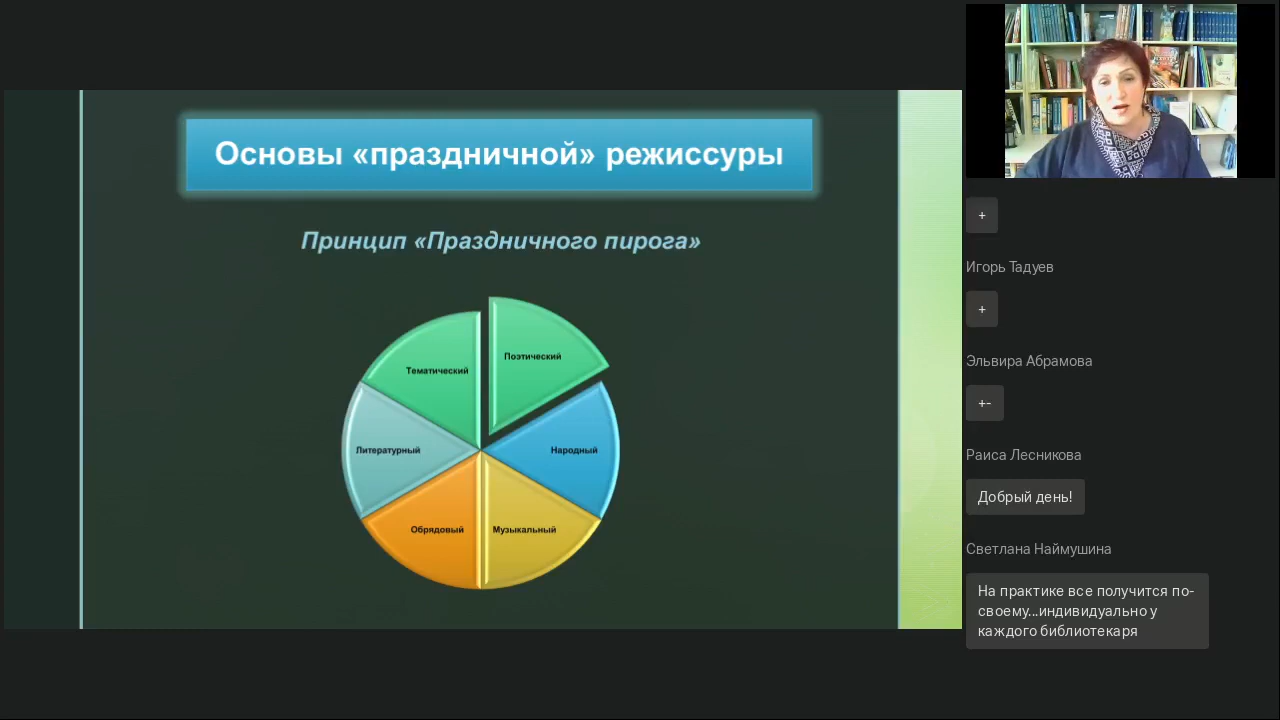 Основы «праздничной» режиссуры
Принцип «Праздничного пирога»
Поэтический
Тематический
Литературный
Народный
Обрядовый
Музыкальный
+
Игорь Тадуев
+
Эльвира Абрамова
+-
Раиса Лесникова
Добрый день!
Светлана Наймушина
На практике все получится по-
своему...индивидуально у
каждого библиотекаря